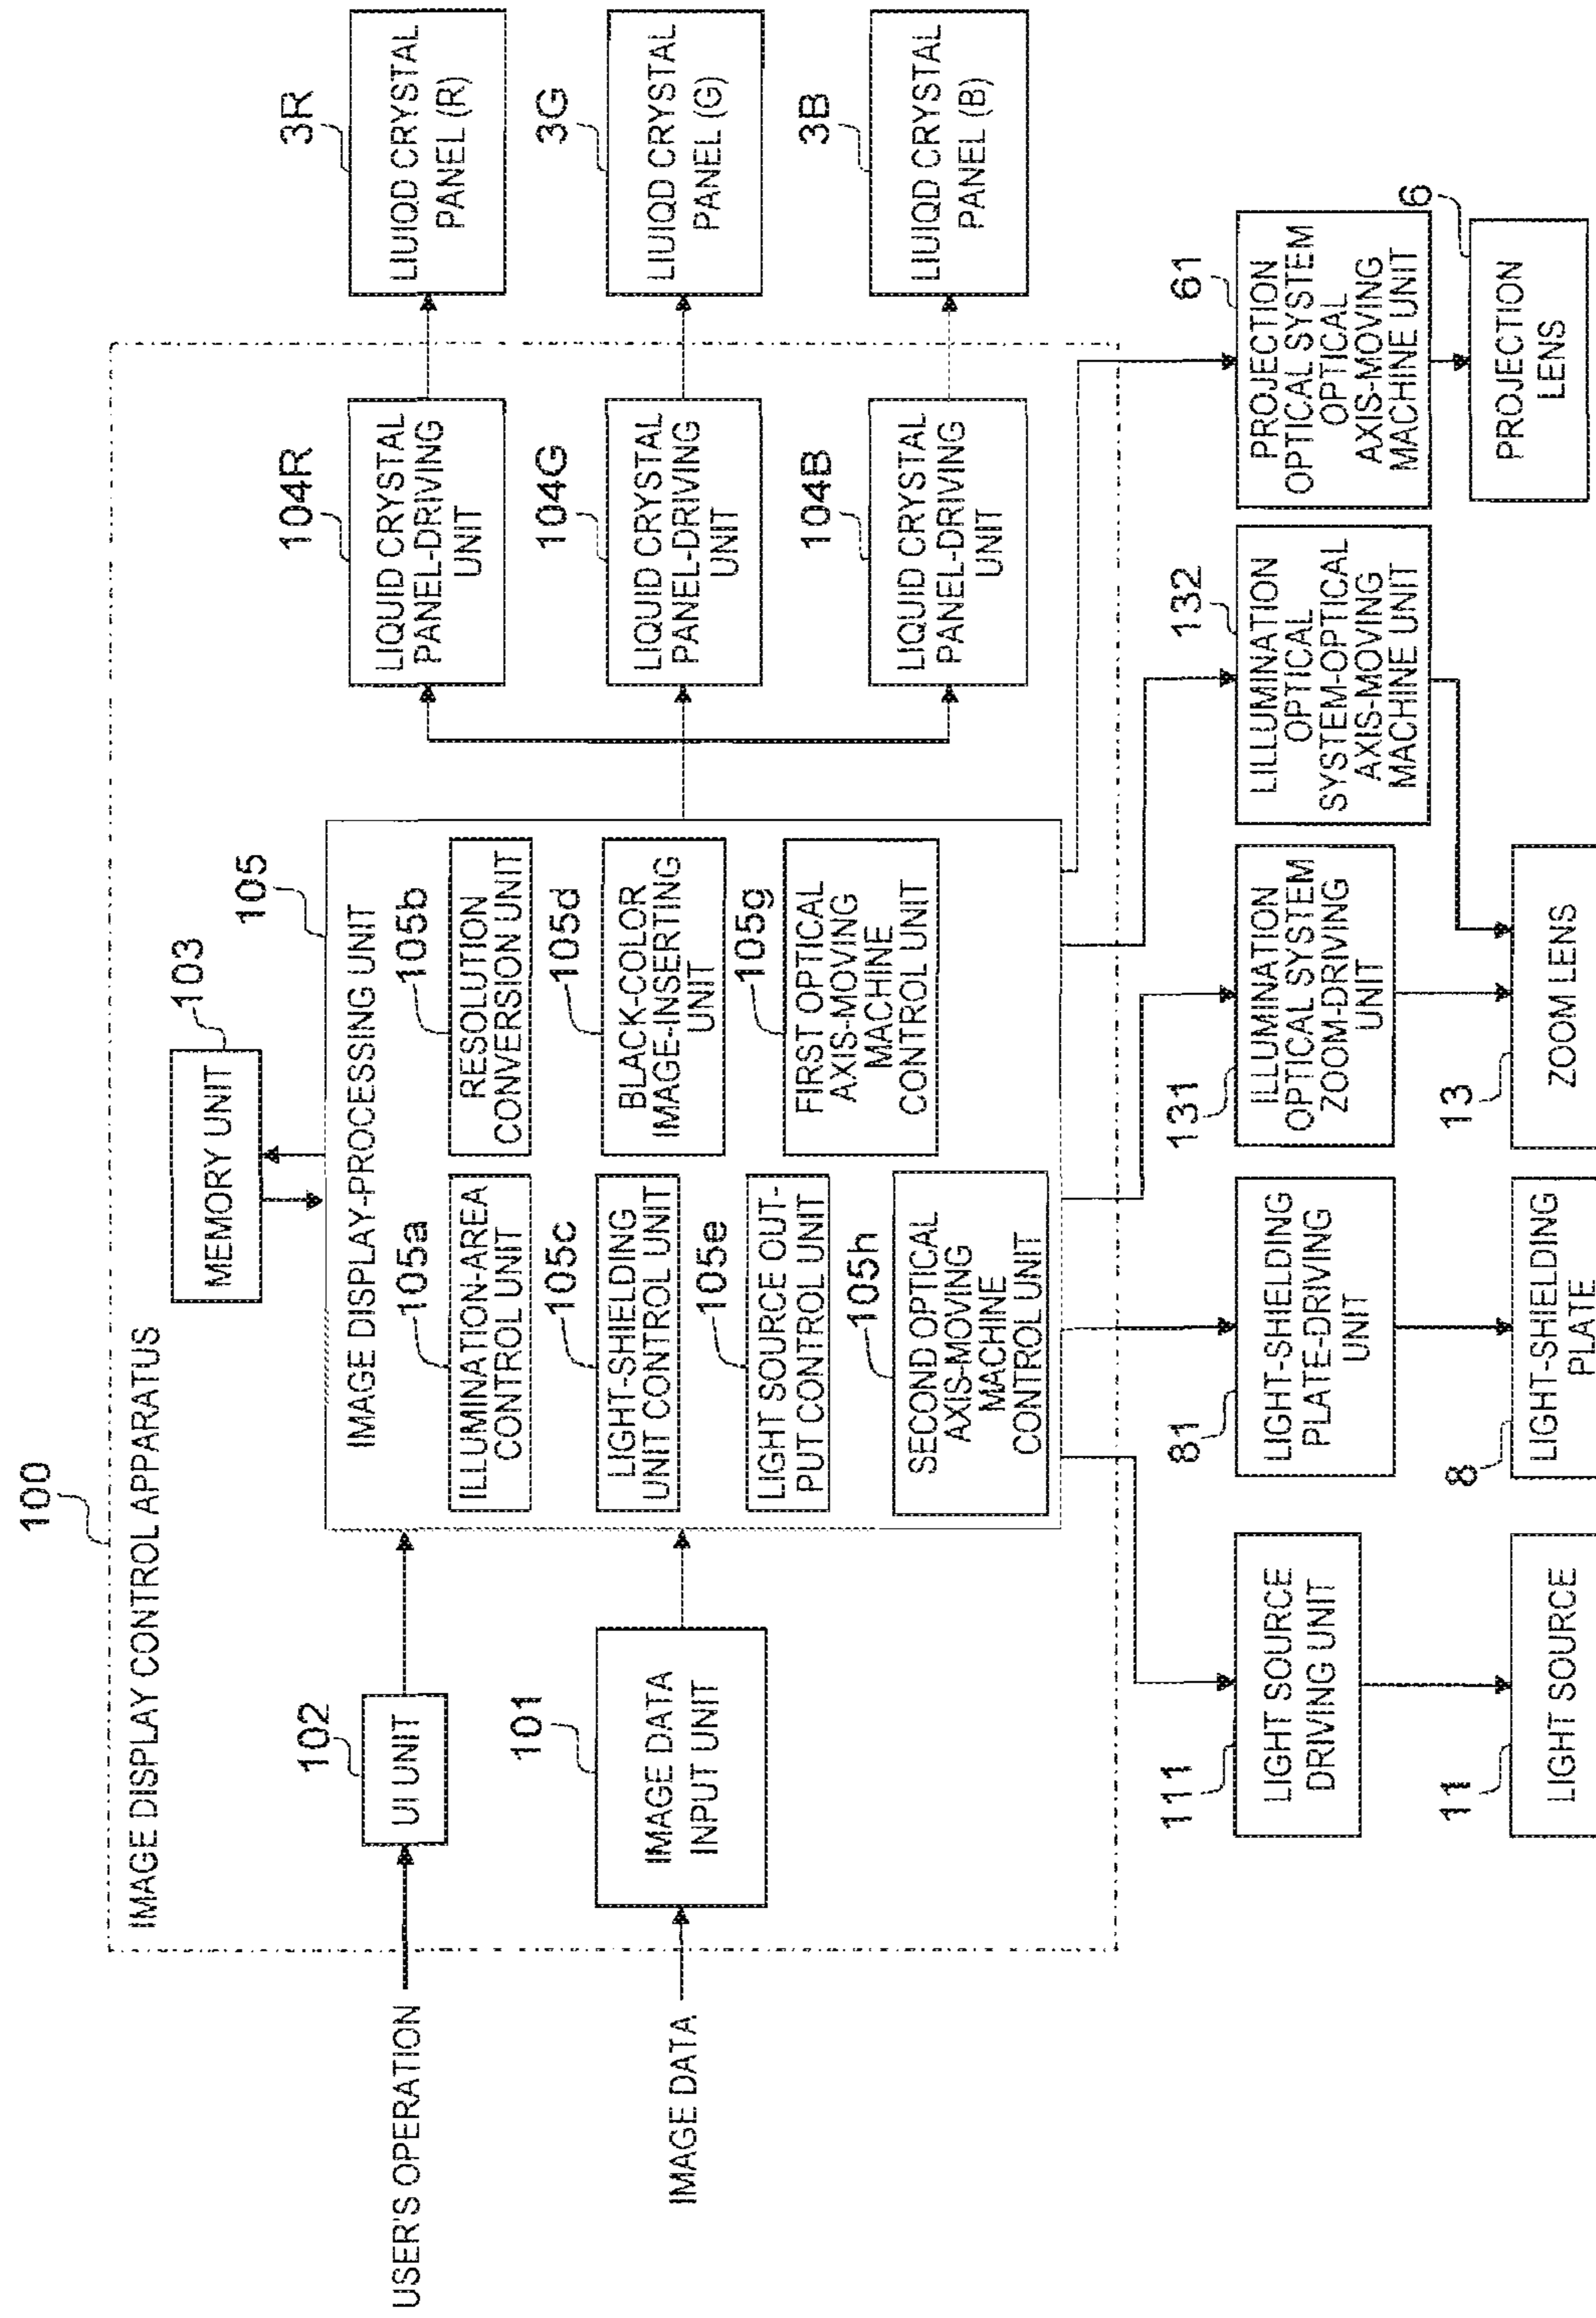 100
IMAGE DISPLAY CONTROL APPARATUS
103
MEMORY UNIT
105
IMAGE DISPLAY-PROCESSING UNIT
105a
ILLUMINATION-AREA
CONTROL UNIT
105b
RESOLUTION
CONVERSION UNIT
105c
LIGHT-SHIELDING
UNIT CONTROL UNIT
105d
BLACK-COLOR
IMAGE-INSERTING
UNIT
105e
LIGHT SOURCE OUT-
PUT CONTROL UNIT
105g
FIRST OPTICAL
AXIS-MOVING
MACHINE
CONTROL UNIT
105h
SECOND OPTICAL
AXIS-MOVING
MACHINE
CONTROL UNIT
USER'S OPERATION
102
UI UNIT
IMAGE DATA
101
IMAGE DATA
INPUT UNIT
104R
LIQUID CRYSTAL
PANEL-DRIVING
UNIT
104G
LIQUID CRYSTAL
PANEL-DRIVING
UNIT
104B
LIQUID CRYSTAL
PANEL-DRIVING
UNIT
3R
LIUIQD CRYSTAL
PANEL (R)
3G
LIUIQD CRYSTAL
PANEL (G)
3B
LIUIQD CRYSTAL
PANEL (B)
111
LIGHT SOURCE
DRIVING UNIT
81
LIGHT-SHIELDING
PLATE-DRIVING
UNIT
131
ILLUMINATION
OPTICAL SYSTEM
ZOOM-DRIVING
UNIT
132
LILLUMINATION
OPTICAL
SYSTEM-OPTICAL
AXIS-MOVING
MACHINE UNIT
61
PROJECTION
OPTICAL SYSTEM
OPTICAL
AXIS-MOVING
MACHINE UNIT
11
LIGHT SOURCE
8
LIGHT-SHIELDING
PLATE
13
ZOOM LENS
6
PROJECTION
LENS